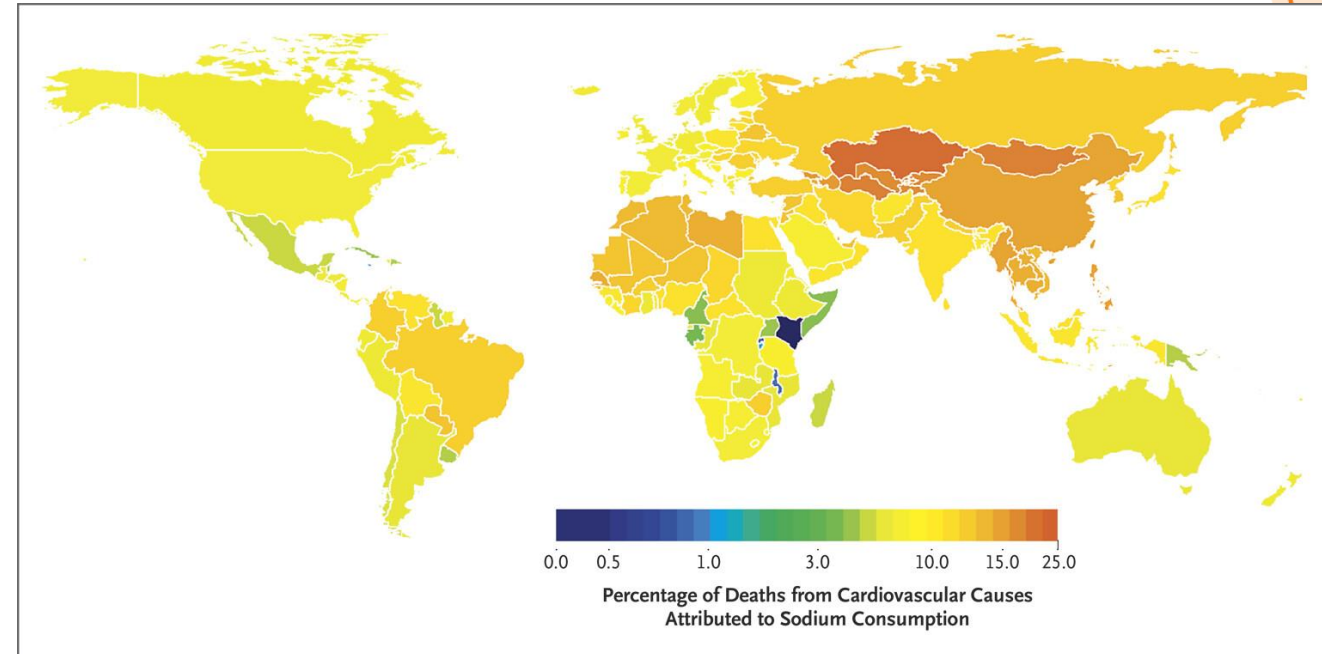 0.0 0.5 1.0 3.0 10.0 15.0 25.0
Percentage of Deaths from Cardiovascular Causes
Attributed to Sodium Consumption